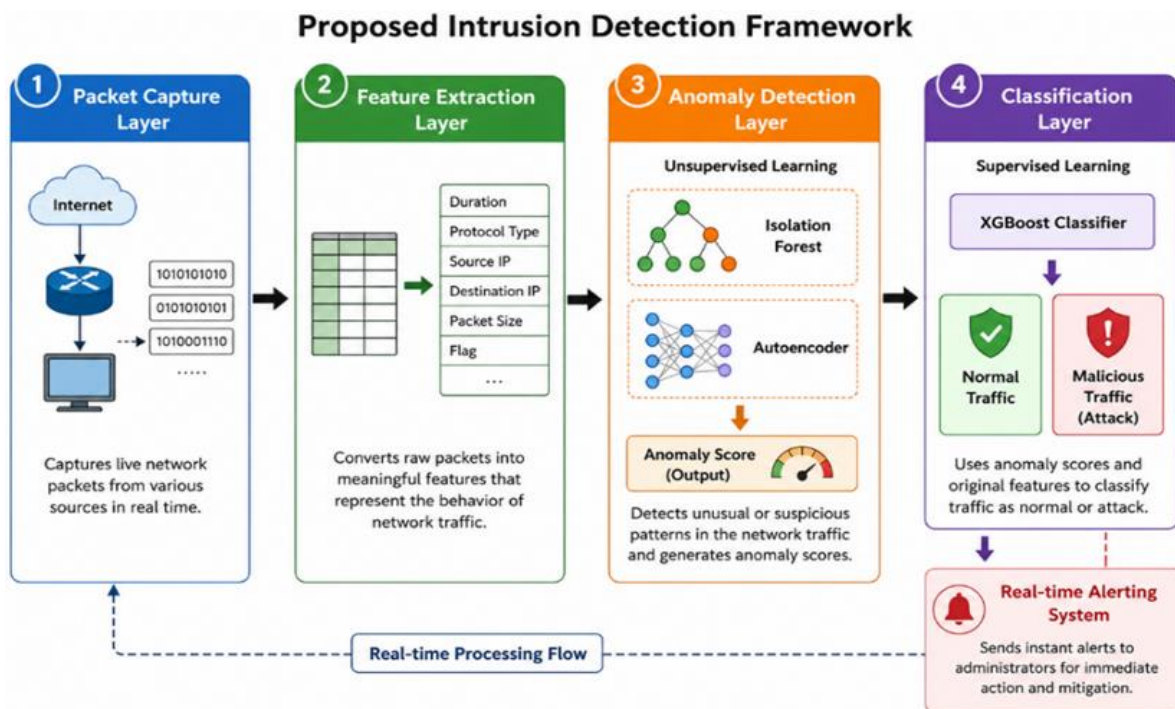 Proposed Intrusion Detection Framework
1
Packet Capture
Layer
Internet
1010101010
0101010101
1010001110
.....
Captures live network
packets from various
sources in real time.
2
Feature Extraction
Layer
Duration
Protocol Type
Source IP
Destination IP
Packet Size
Flag
...
Converts raw packets into
meaningful features that
represent the behavior of
network traffic.
3
Anomaly Detection
Layer
Unsupervised Learning
Isolation
Forest
Autoencoder
Anomaly Score
(Output)
Detects unusual or suspicious
patterns in the network traffic
and generates anomaly scores.
4
Classification
Layer
Supervised Learning
XGBoost Classifier
Normal
Traffic
Malicious
Traffic
(Attack)
Uses anomaly scores and
original features to classify
traffic as normal or attack.
Real-time Alerting
System
Sends instant alerts to
administrators for immediate
action and mitigation.
Real-time Processing Flow